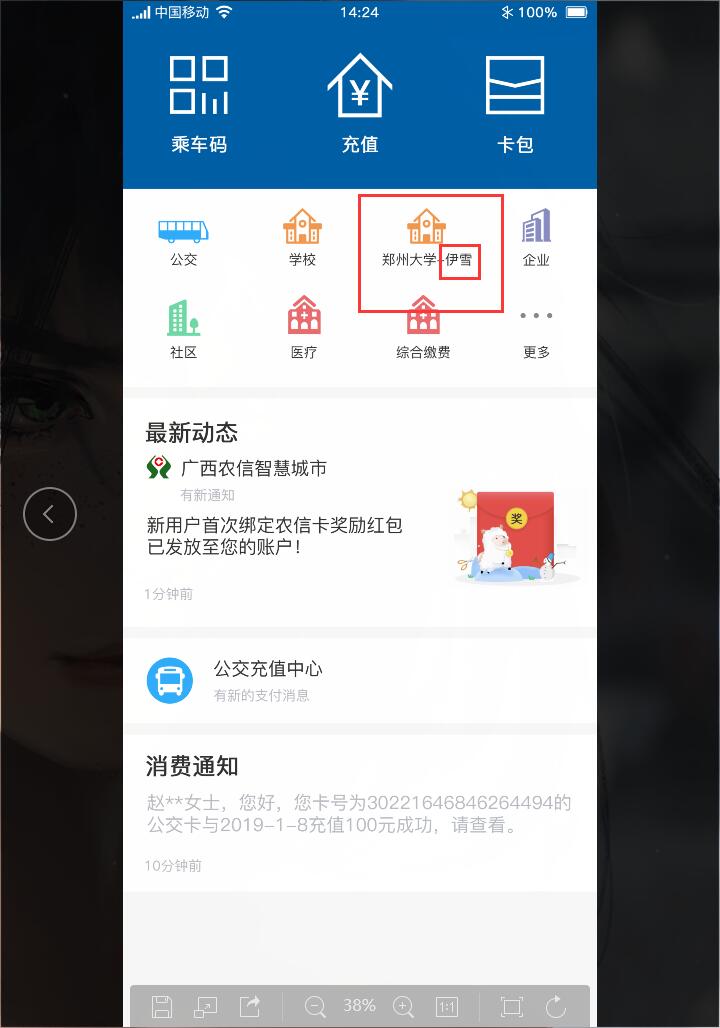 中国移动 14:24 100%
¥
乘车码 充值 卡包
公交 学校 郑州大学-伊雪 企业
社区 医疗 综合缴费 更多
最新动态
广西农信智慧城市
有新通知
新用户首次绑定农信卡奖励红包
已发放至您的账户！
奖
1分钟前
公交充值中心
有新的支付消息
消费通知
赵**女士，您好，您卡号为30221646846264494的
公交卡与2019-1-8充值100元成功，请查看。
10分钟前
38% 1:1